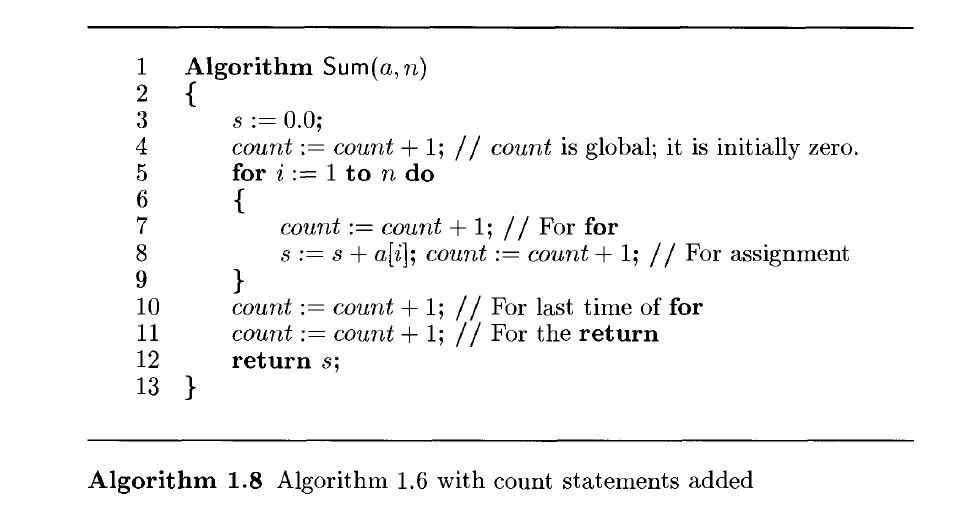 1 Algorithm Sum(a, n)
2 {
3 s := 0.0;
4 count := count + 1; // count is global; it is initially zero.
5 for i := 1 to n do
6 {
7 count := count + 1; // For for
8 s := s + a[i]; count := count + 1; // For assignment
9 }
10 count := count + 1; // For last time of for
11 count := count + 1; // For the return
12 return s;
13 }
Algorithm 1.8 Algorithm 1.6 with count statements added